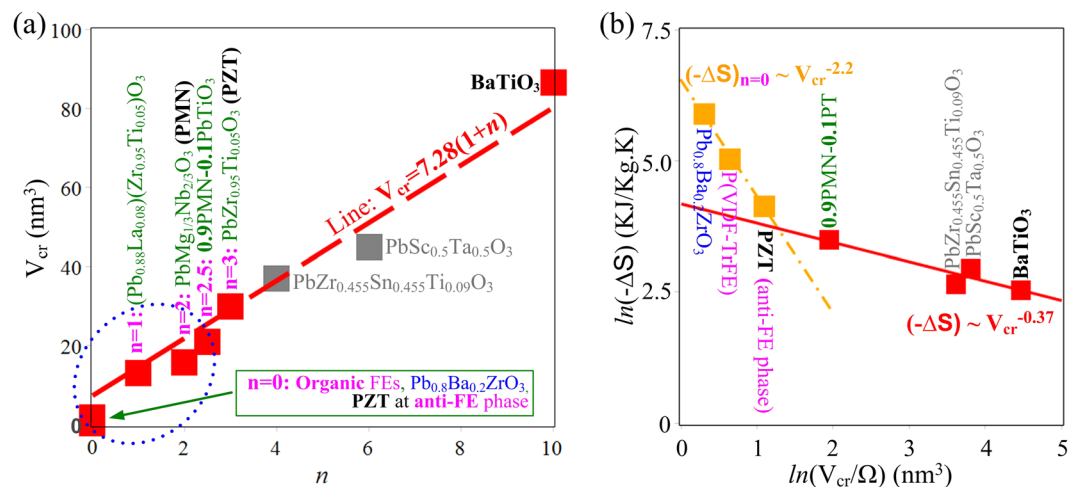 (a)
100
80
60
40
20
0
V_cr (nm³)
0 2 4 6 8 10
n
n=1: (Pb₀.₈₈La₀.₀₈)(Zr₀.₉₅Ti₀.₀₅)O₃
n=2: PbMg₁/₃Nb₂/₃O₃ (PMN)
n=2.5: 0.9PMN-0.1PbTiO₃
n=3: PbZr₀.₉₅Ti₀.₀₅O₃ (PZT)
BaTiO₃
Line: V_cr=7.28(1+n)
PbSc₀.₅Ta₀.₅O₃
PbZr₀.₄₅₅Sn₀.₄₅₅Ti₀.₀₉O₃
n=0: Organic FEs, Pb₀.₈Ba₀.₂ZrO₃,
PZT at anti-FE phase
(b)
7.5
5.0
2.5
0
ln(-ΔS) (KJ/Kg.K)
0 1 2 3 4 5
ln(V_cr/Ω) (nm³)
(-ΔS)n=0 ~ V_cr^-2.2
Pb₀.₈Ba₀.₂ZrO₃
P(VDF-TrFE)
PZT (anti-FE phase)
0.9PMN-0.1PT
PbZr₀.₄₅₅Sn₀.₄₅₅Ti₀.₀₉O₃
PbSc₀.₅Ta₀.₅O₃
BaTiO₃
(-ΔS) ~ V_cr^-0.37